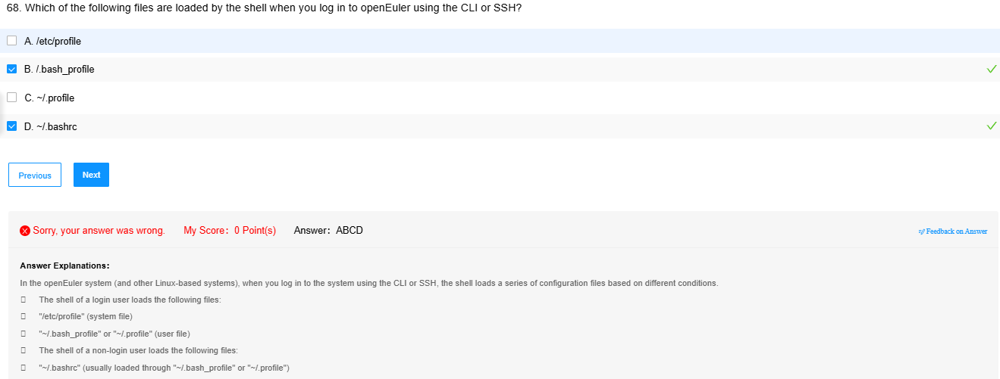 68. Which of the following files are loaded by the shell when you log in to openEuler using the CLI or SSH?
A. /etc/profile
B. /.bash_profile
C. ~/.profile
D. ~/.bashrc
Previous Next
Sorry, your answer was wrong. My Score: 0 Point(s) Answer: ABCD Feedback on Answer
Answer Explanations:
In the openEuler system (and other Linux-based systems), when you log in to the system using the CLI or SSH, the shell loads a series of configuration files based on different conditions.
The shell of a login user loads the following files:
"/etc/profile" (system file)
"~/.bash_profile" or "~/.profile" (user file)
The shell of a non-login user loads the following files:
"~/.bashrc" (usually loaded through "~/.bash_profile" or "~/.profile")